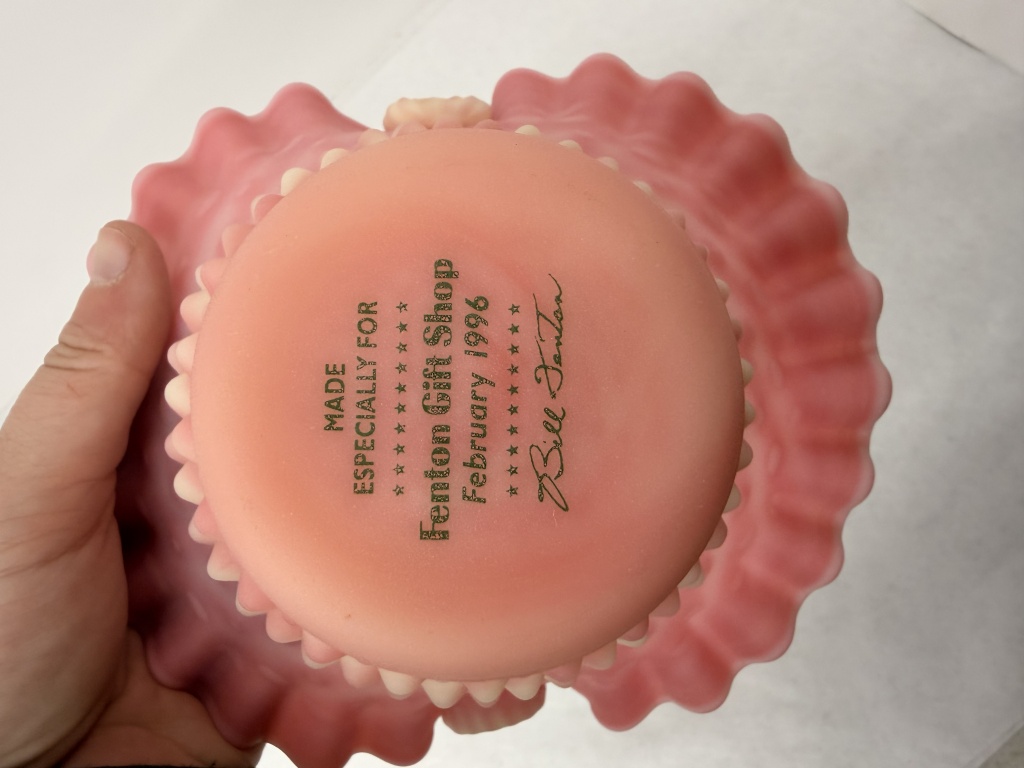 MADE
ESPECIALLY FOR
Fenton Gift Shop
February 1996
Bill Fenton